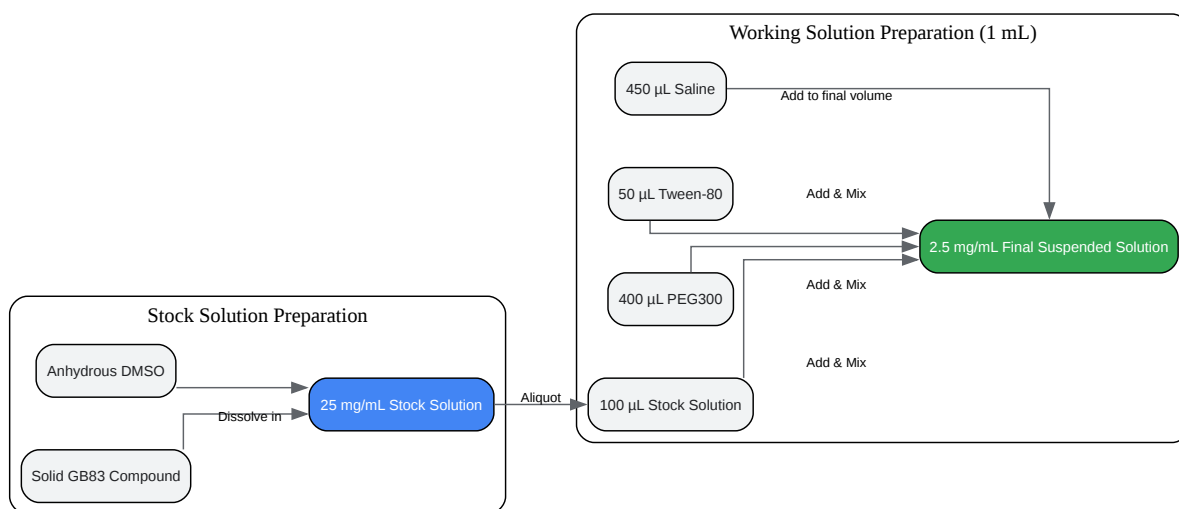 Working Solution Preparation (1 mL)
450 µL Saline
Add to final volume
50 µL Tween-80
Add & Mix
2.5 mg/mL Final Suspended Solution
400 µL PEG300
Add & Mix
Add & Mix
100 µL Stock Solution
Stock Solution Preparation
Anhydrous DMSO
25 mg/mL Stock Solution
Aliquot
Dissolve in
Solid GB83 Compound